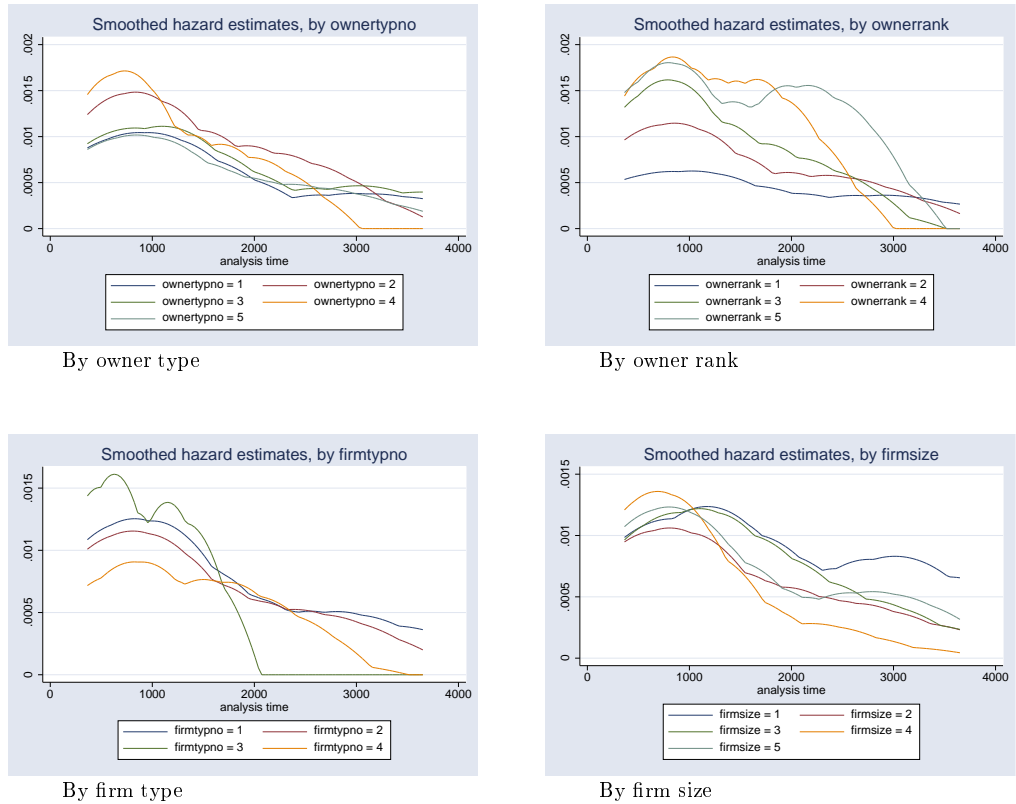 Smoothed hazard estimates, by ownertypno
.002
.0015
.001
.0005
0
0 1000 2000 3000 4000
analysis time
ownertypno = 1 ownertypno = 2
ownertypno = 3 ownertypno = 4
ownertypno = 5
By owner type
Smoothed hazard estimates, by ownerrank
.002
.0015
.001
.0005
0
0 1000 2000 3000 4000
analysis time
ownerrank = 1 ownerrank = 2
ownerrank = 3 ownerrank = 4
ownerrank = 5
By owner rank
Smoothed hazard estimates, by firmtypno
.0015
.001
.0005
0
0 1000 2000 3000 4000
analysis time
firmtypno = 1 firmtypno = 2
firmtypno = 3 firmtypno = 4
By firm type
Smoothed hazard estimates, by firmsize
.0015
.001
.0005
0
0 1000 2000 3000 4000
analysis time
firmsize = 1 firmsize = 2
firmsize = 3 firmsize = 4
firmsize = 5
By firm size